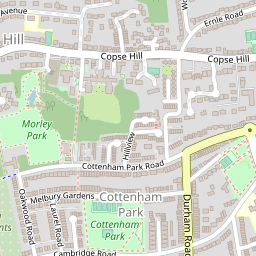 Avenue
Ernle Road
Hill
Copse Hill
Copse Hill
Morley
Park
Hillview
Cottenham Park Road
Melbury Gardens
Cottenham
Park
Oakwood Road
Laurel Road
Durham Road
Cottenham
Park
Cambridge Road